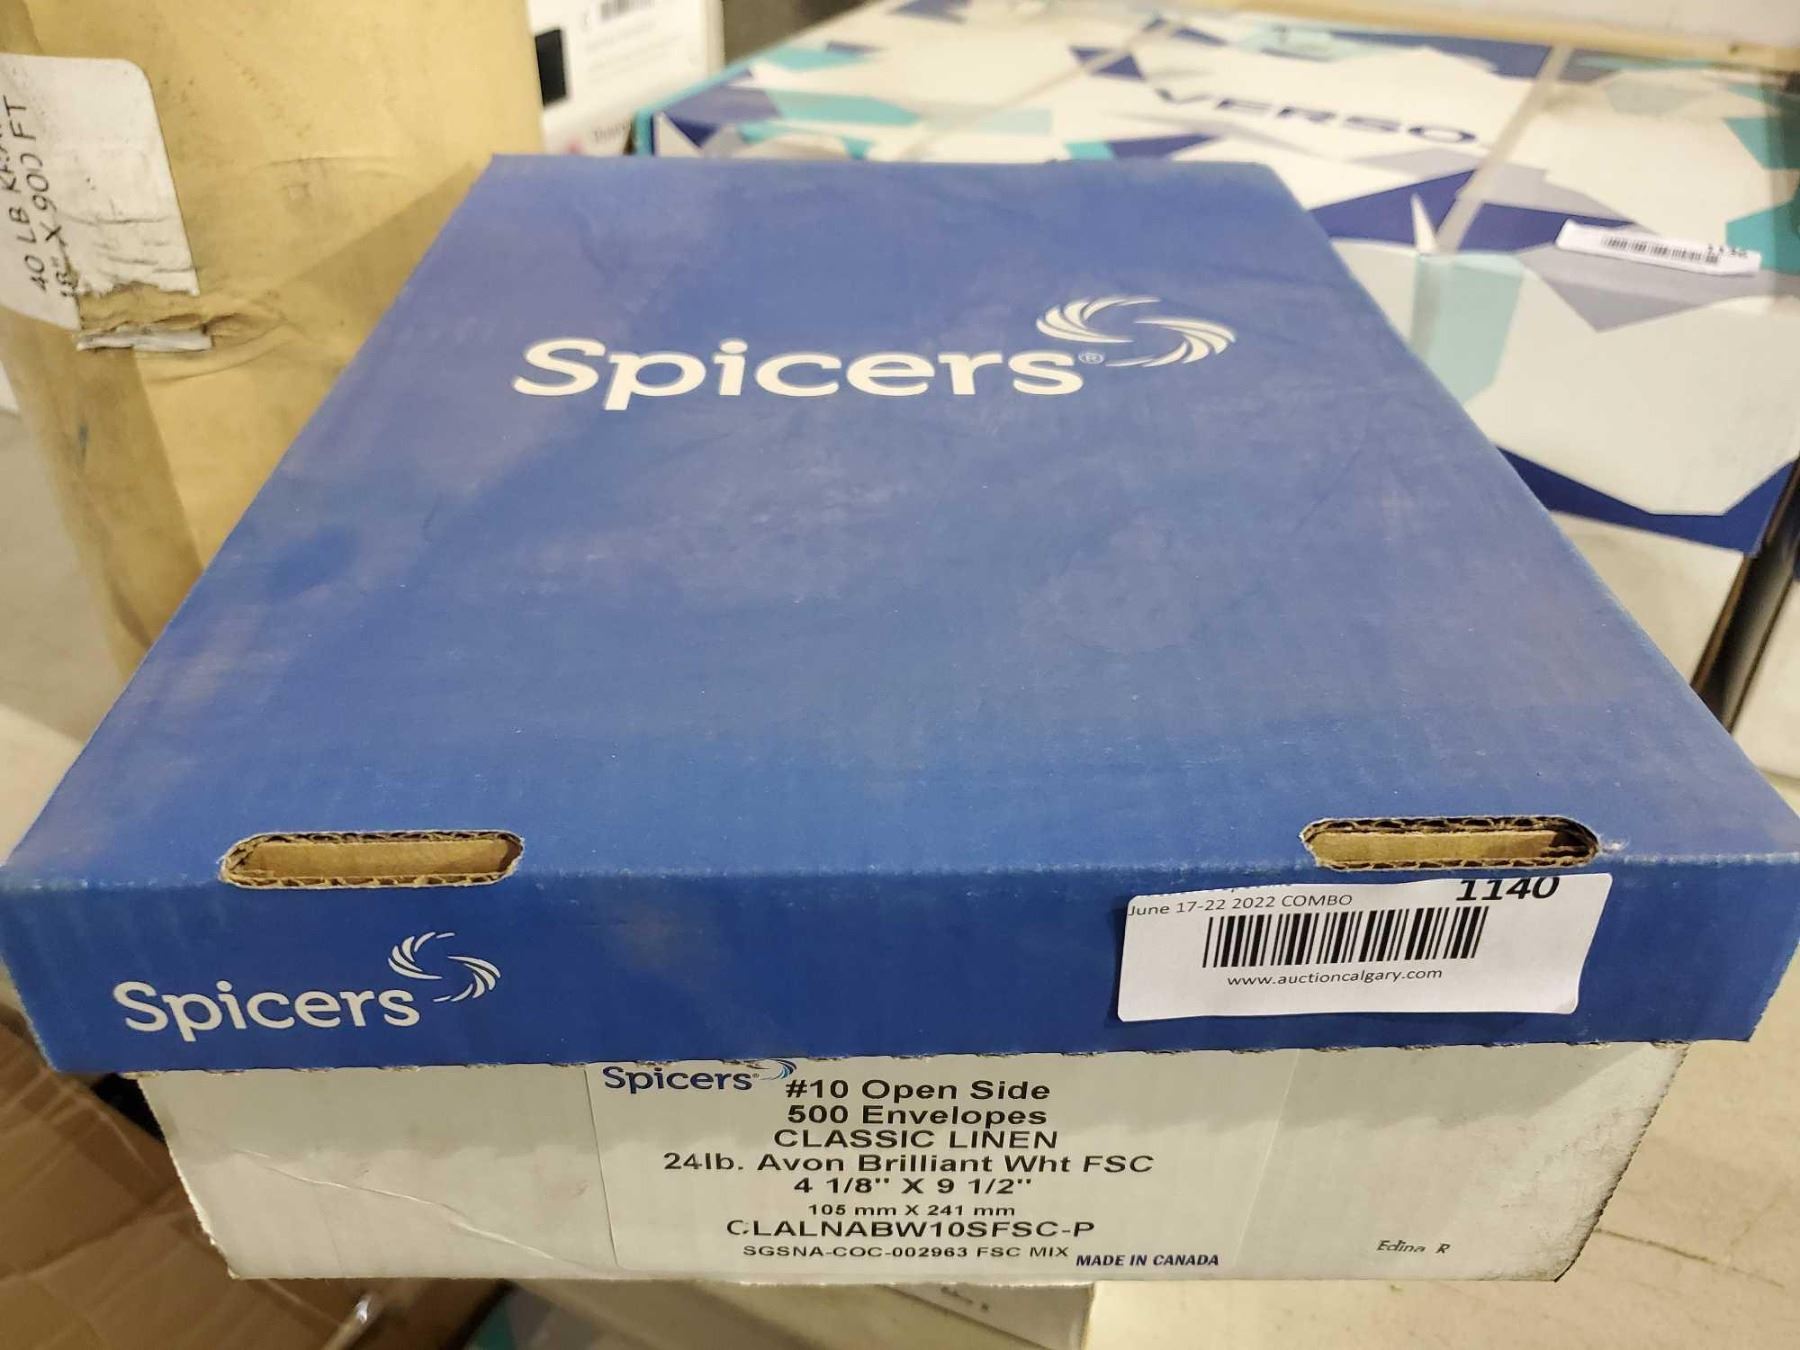 40 LB
18" X 900 FT
VERSO
Spicers®
June 17-22 2022 COMBO 1140
www.auctioncalgary.com
Spicers
Spicers
#10 Open Side
500 Envelopes
CLASSIC LINEN
24lb. Avon Brilliant Wht FSC
4 1/8" X 9 1/2"
105 mm X 241 mm
CLALNABW10SFSC-P
SGSNA-COC-002963 FSC MIX
MADE IN CANADA
Edina R